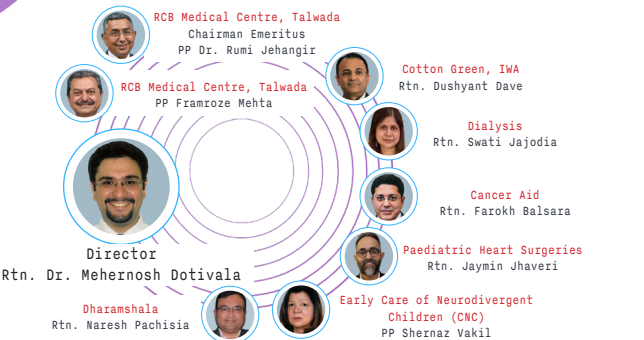 RCB Medical Centre, Talwada
Chairman Emeritus
PP Dr. Rumi Jehangir
RCB Medical Centre, Talwada
PP Framroze Mehta
Cotton Green, IWA
Rtn. Dushyant Dave
Dialysis
Rtn. Swati Jajodia
Cancer Aid
Rtn. Farokh Balsara
Director
Rtn. Dr. Mehernosh Dotivala
Paediatric Heart Surgeries
Rtn. Jaymin Jhaveri
Dharamshala
Rtn. Naresh Pachisia
Early Care of Neurodivergent
Children (CNC)
PP Shernaz Vakil